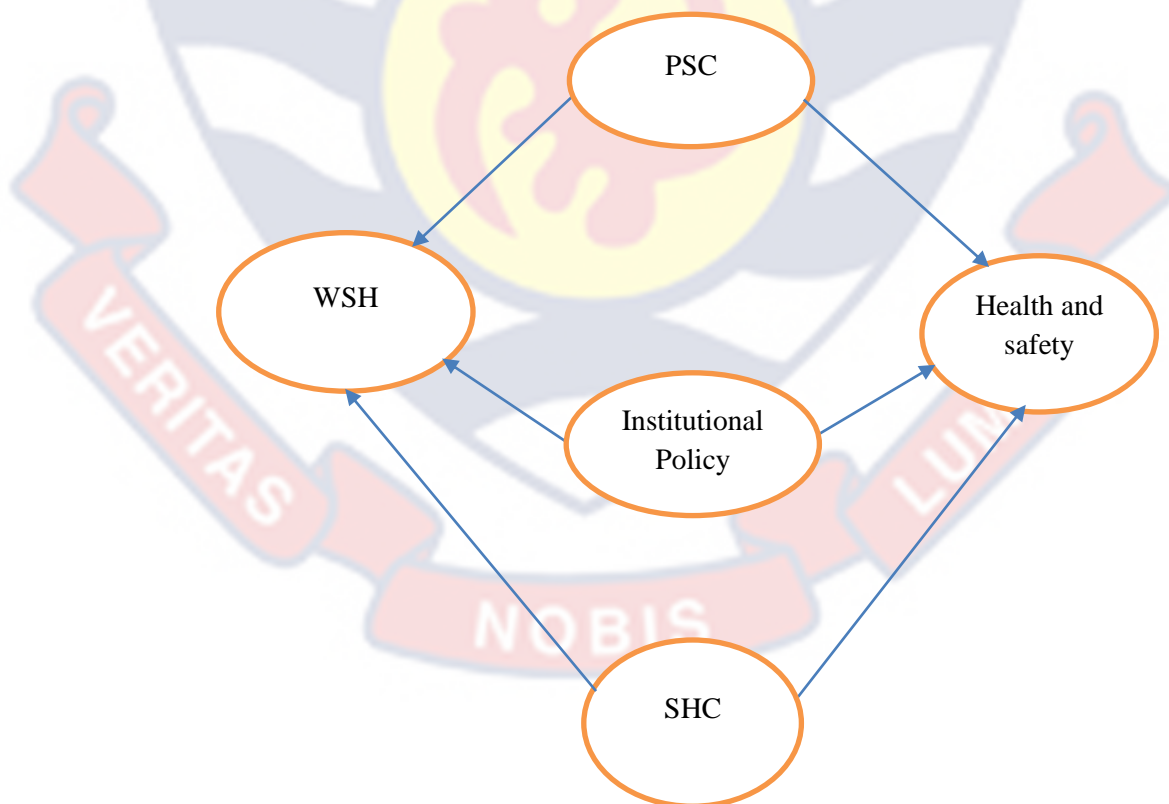 PSC
WSH
Health and
safety
Institutional
Policy
SHC
VERITAS
NOBIS
LUM